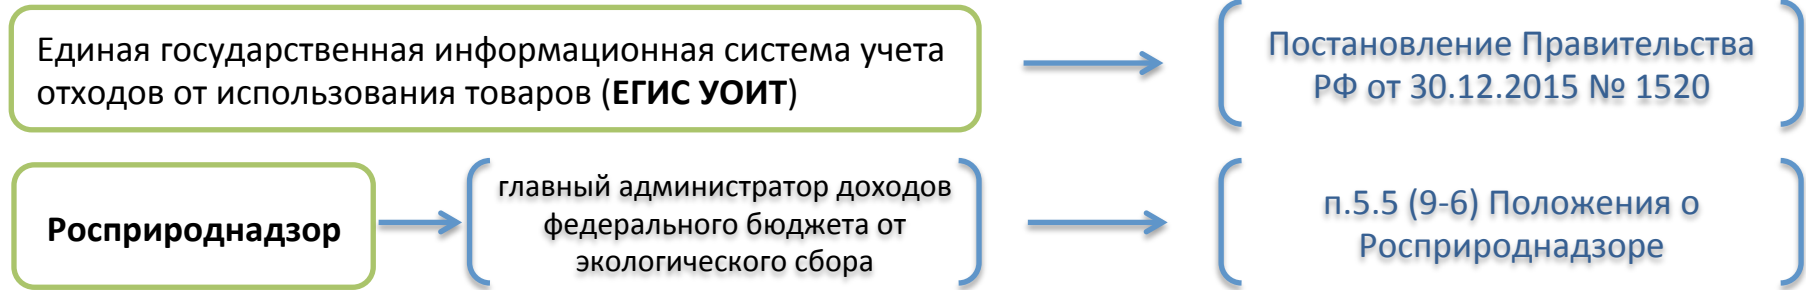 Единая государственная информационная система учета
отходов от использования товаров (ЕГИС УОИТ)
Постановление Правительства
РФ от 30.12.2015 № 1520
Росприроднадзор
главный администратор доходов
федерального бюджета от
экологического сбора
п.5.5 (9-6) Положения о
Росприроднадзоре